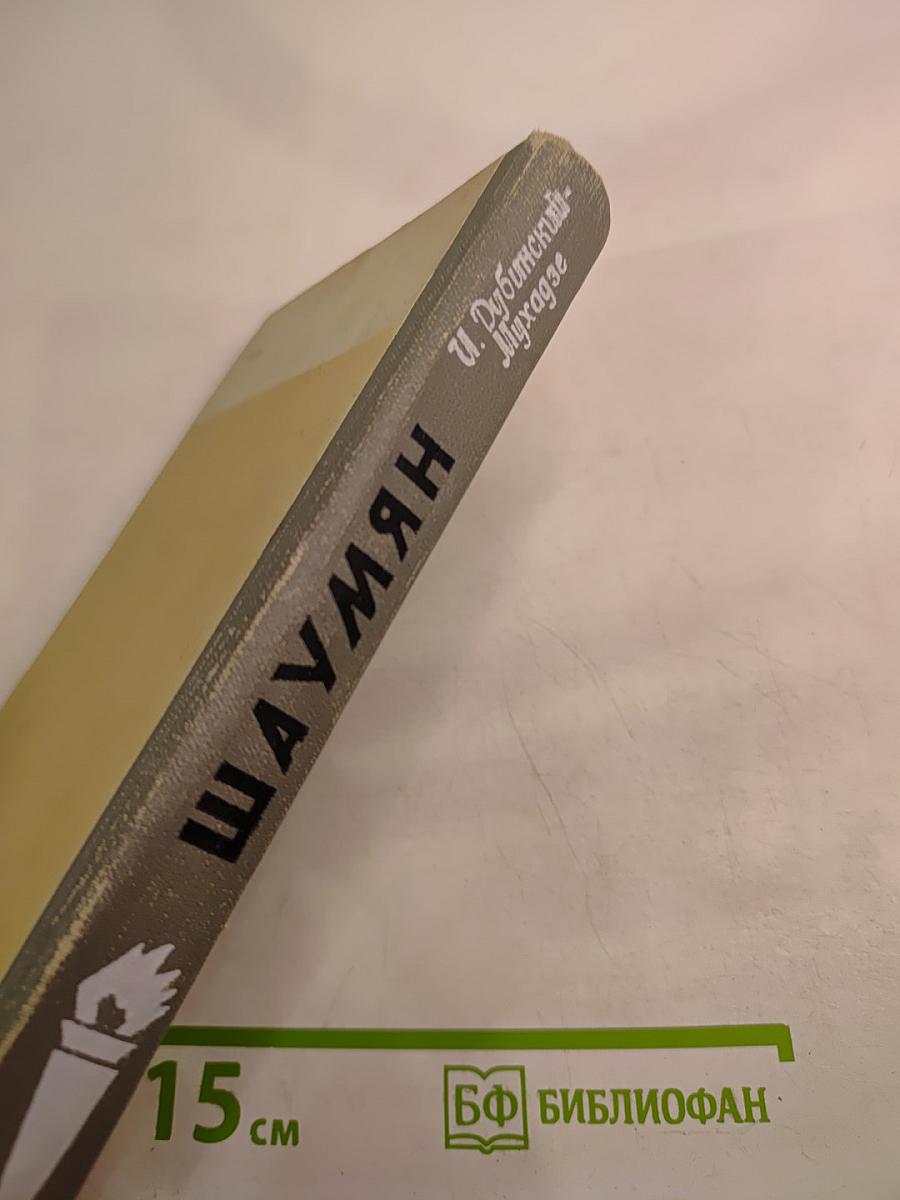 И. Дубинский-
Мухадзе
ШАУМЯН
15 см
БФ БИБЛИОФАН